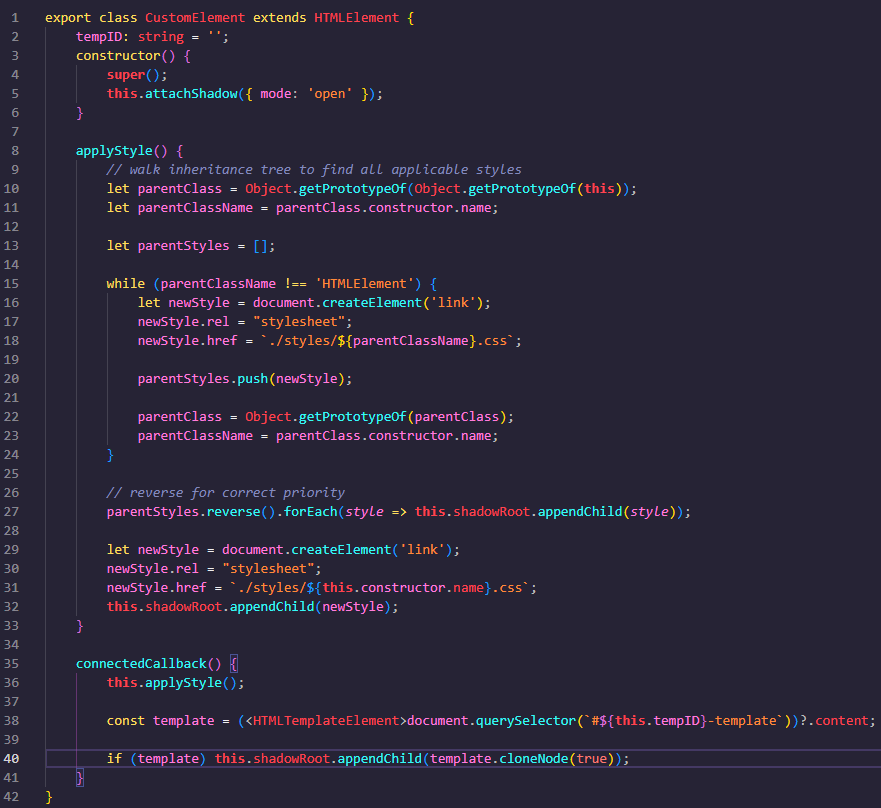 1 export class CustomElement extends HTMLElement {
2     tempID: string = '';
3     constructor() {
4         super();
5         this.attachShadow({ mode: 'open' });
6     }
7
8     applyStyle() {
9         // walk inheritance tree to find all applicable styles
10         let parentClass = Object.getPrototypeOf(Object.getPrototypeOf(this));
11         let parentClassName = parentClass.constructor.name;
12
13         let parentStyles = [];
14
15         while (parentClassName !== 'HTMLElement') {
16             let newStyle = document.createElement('link');
17             newStyle.rel = "stylesheet";
18             newStyle.href = `./styles/${parentClassName}.css`;
19
20             parentStyles.push(newStyle);
21
22             parentClass = Object.getPrototypeOf(parentClass);
23             parentClassName = parentClass.constructor.name;
24         }
25
26         // reverse for correct priority
27         parentStyles.reverse().forEach(style => this.shadowRoot.appendChild(style));
28
29         let newStyle = document.createElement('link');
30         newStyle.rel = "stylesheet";
31         newStyle.href = `./styles/${this.constructor.name}.css`;
32         this.shadowRoot.appendChild(newStyle);
33     }
34
35     connectedCallback() {
36         this.applyStyle();
37
38         const template = (<HTMLTemplateElement>document.querySelector(`#${this.tempID}-template`))?.content;
39
40         if (template) this.shadowRoot.appendChild(template.cloneNode(true));
41     }
42 }